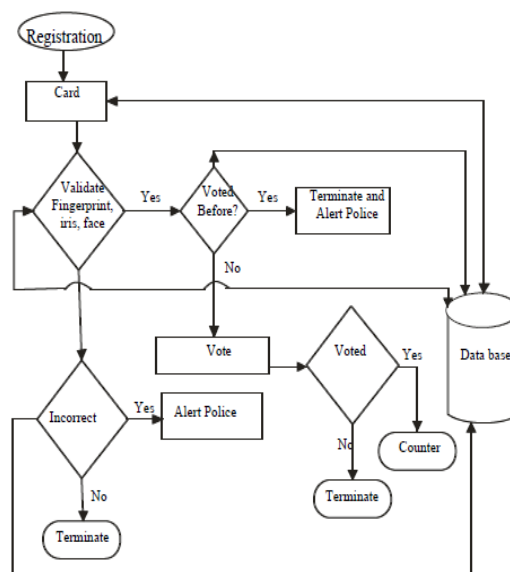 Registration
Card
Validate
Fingerprint,
iris, face
Yes
Voted
Before?
Yes
Terminate and
Alert Police
No
Vote
Voted
Yes
Data base
Incorrect
Yes
Alert Police
No
Counter
No
Terminate
Terminate